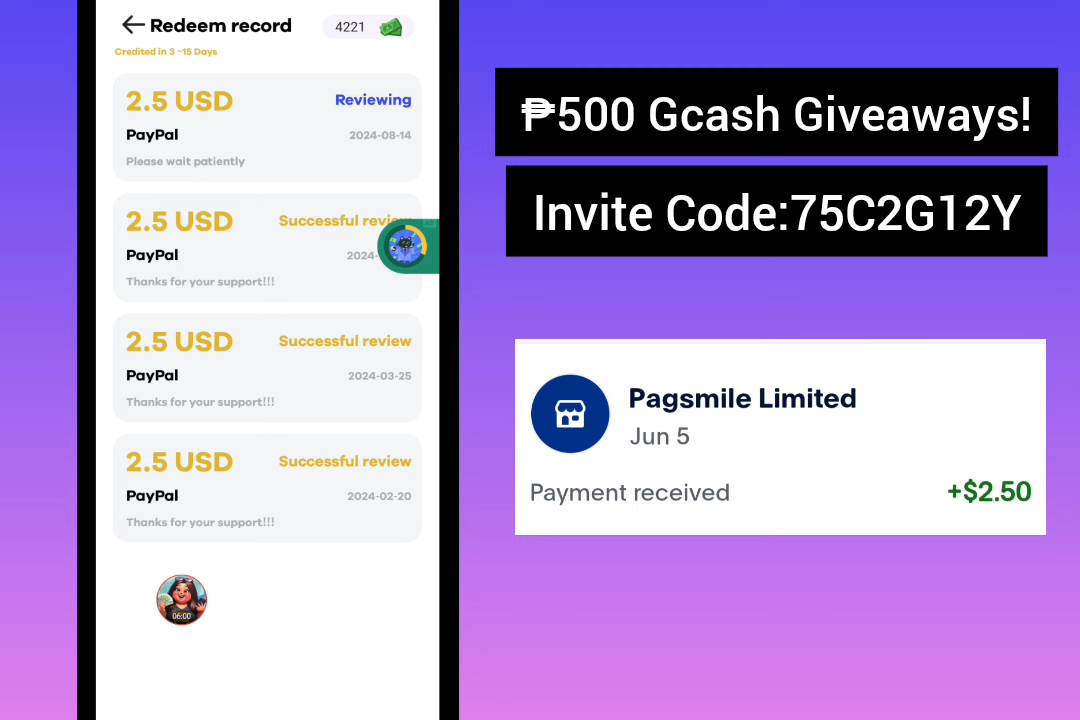 Redeem record
4221
Credited in 3 ~15 Days
2.5 USD
Reviewing
PayPal
2024-08-14
Please wait patiently
2.5 USD
Successful review
PayPal
2024-
Thanks for your support!!!
2.5 USD
Successful review
PayPal
2024-03-25
Thanks for your support!!!
2.5 USD
Successful review
PayPal
2024-02-20
Thanks for your support!!!
06:00
₱500 Gcash Giveaways!
Invite Code:75C2G12Y
Pagsmile Limited
Jun 5
Payment received
+$2.50